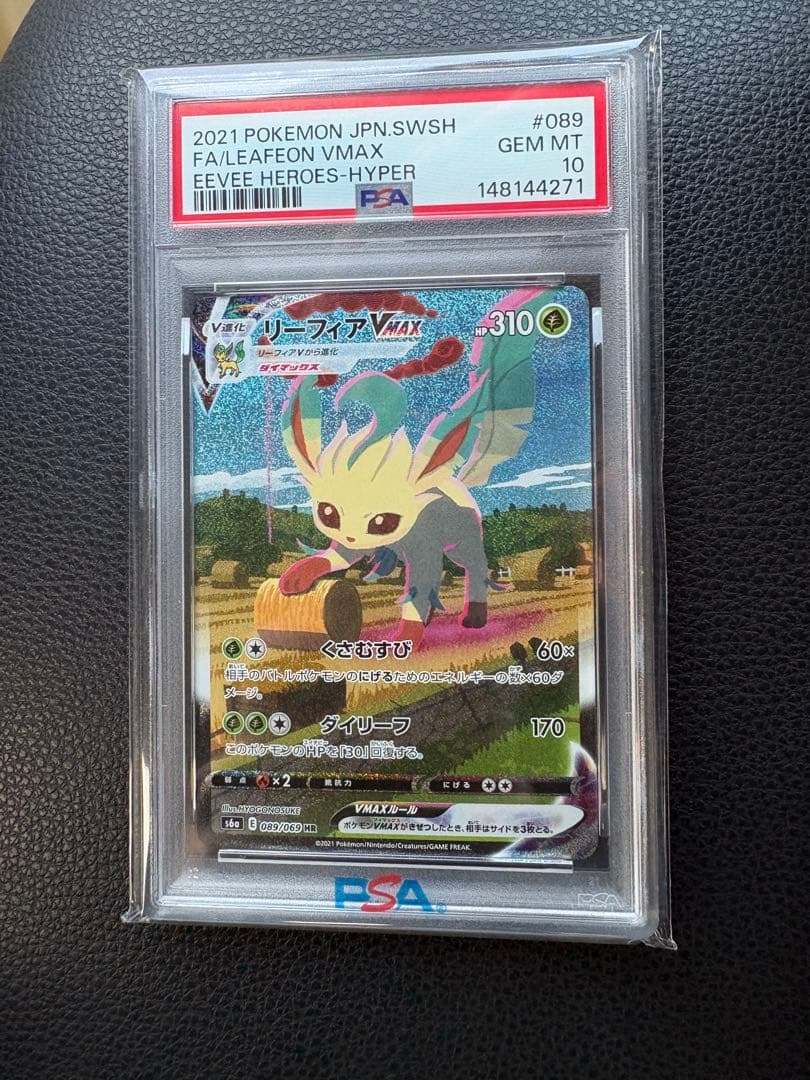 2021 POKEMON JPN.SWSH #089
FA/LEAFEON VMAX GEM MT
EEVEE HEROES-HYPER 10
PSA 148144271
V進化 リーフィアVMAX HP310
リーフィアVから進化
ダイマックス
くさむすび 60×
相手のバトルポケモンのにげるためのエネルギーの数×60ダ
メージ。
ダイリーフ 170
このポケモンのHPを「30」回復する。
弱点 ×2 抵抗力 にげる
Illus. HYOGONOSUKE
VMAXルール
s6a E 089/069 HR
ポケモンVMAXがきぜつしたとき、相手はサイドを3枚とる。
©2021 Pokémon/Nintendo/Creatures/GAME FREAK.
PSA
PSA